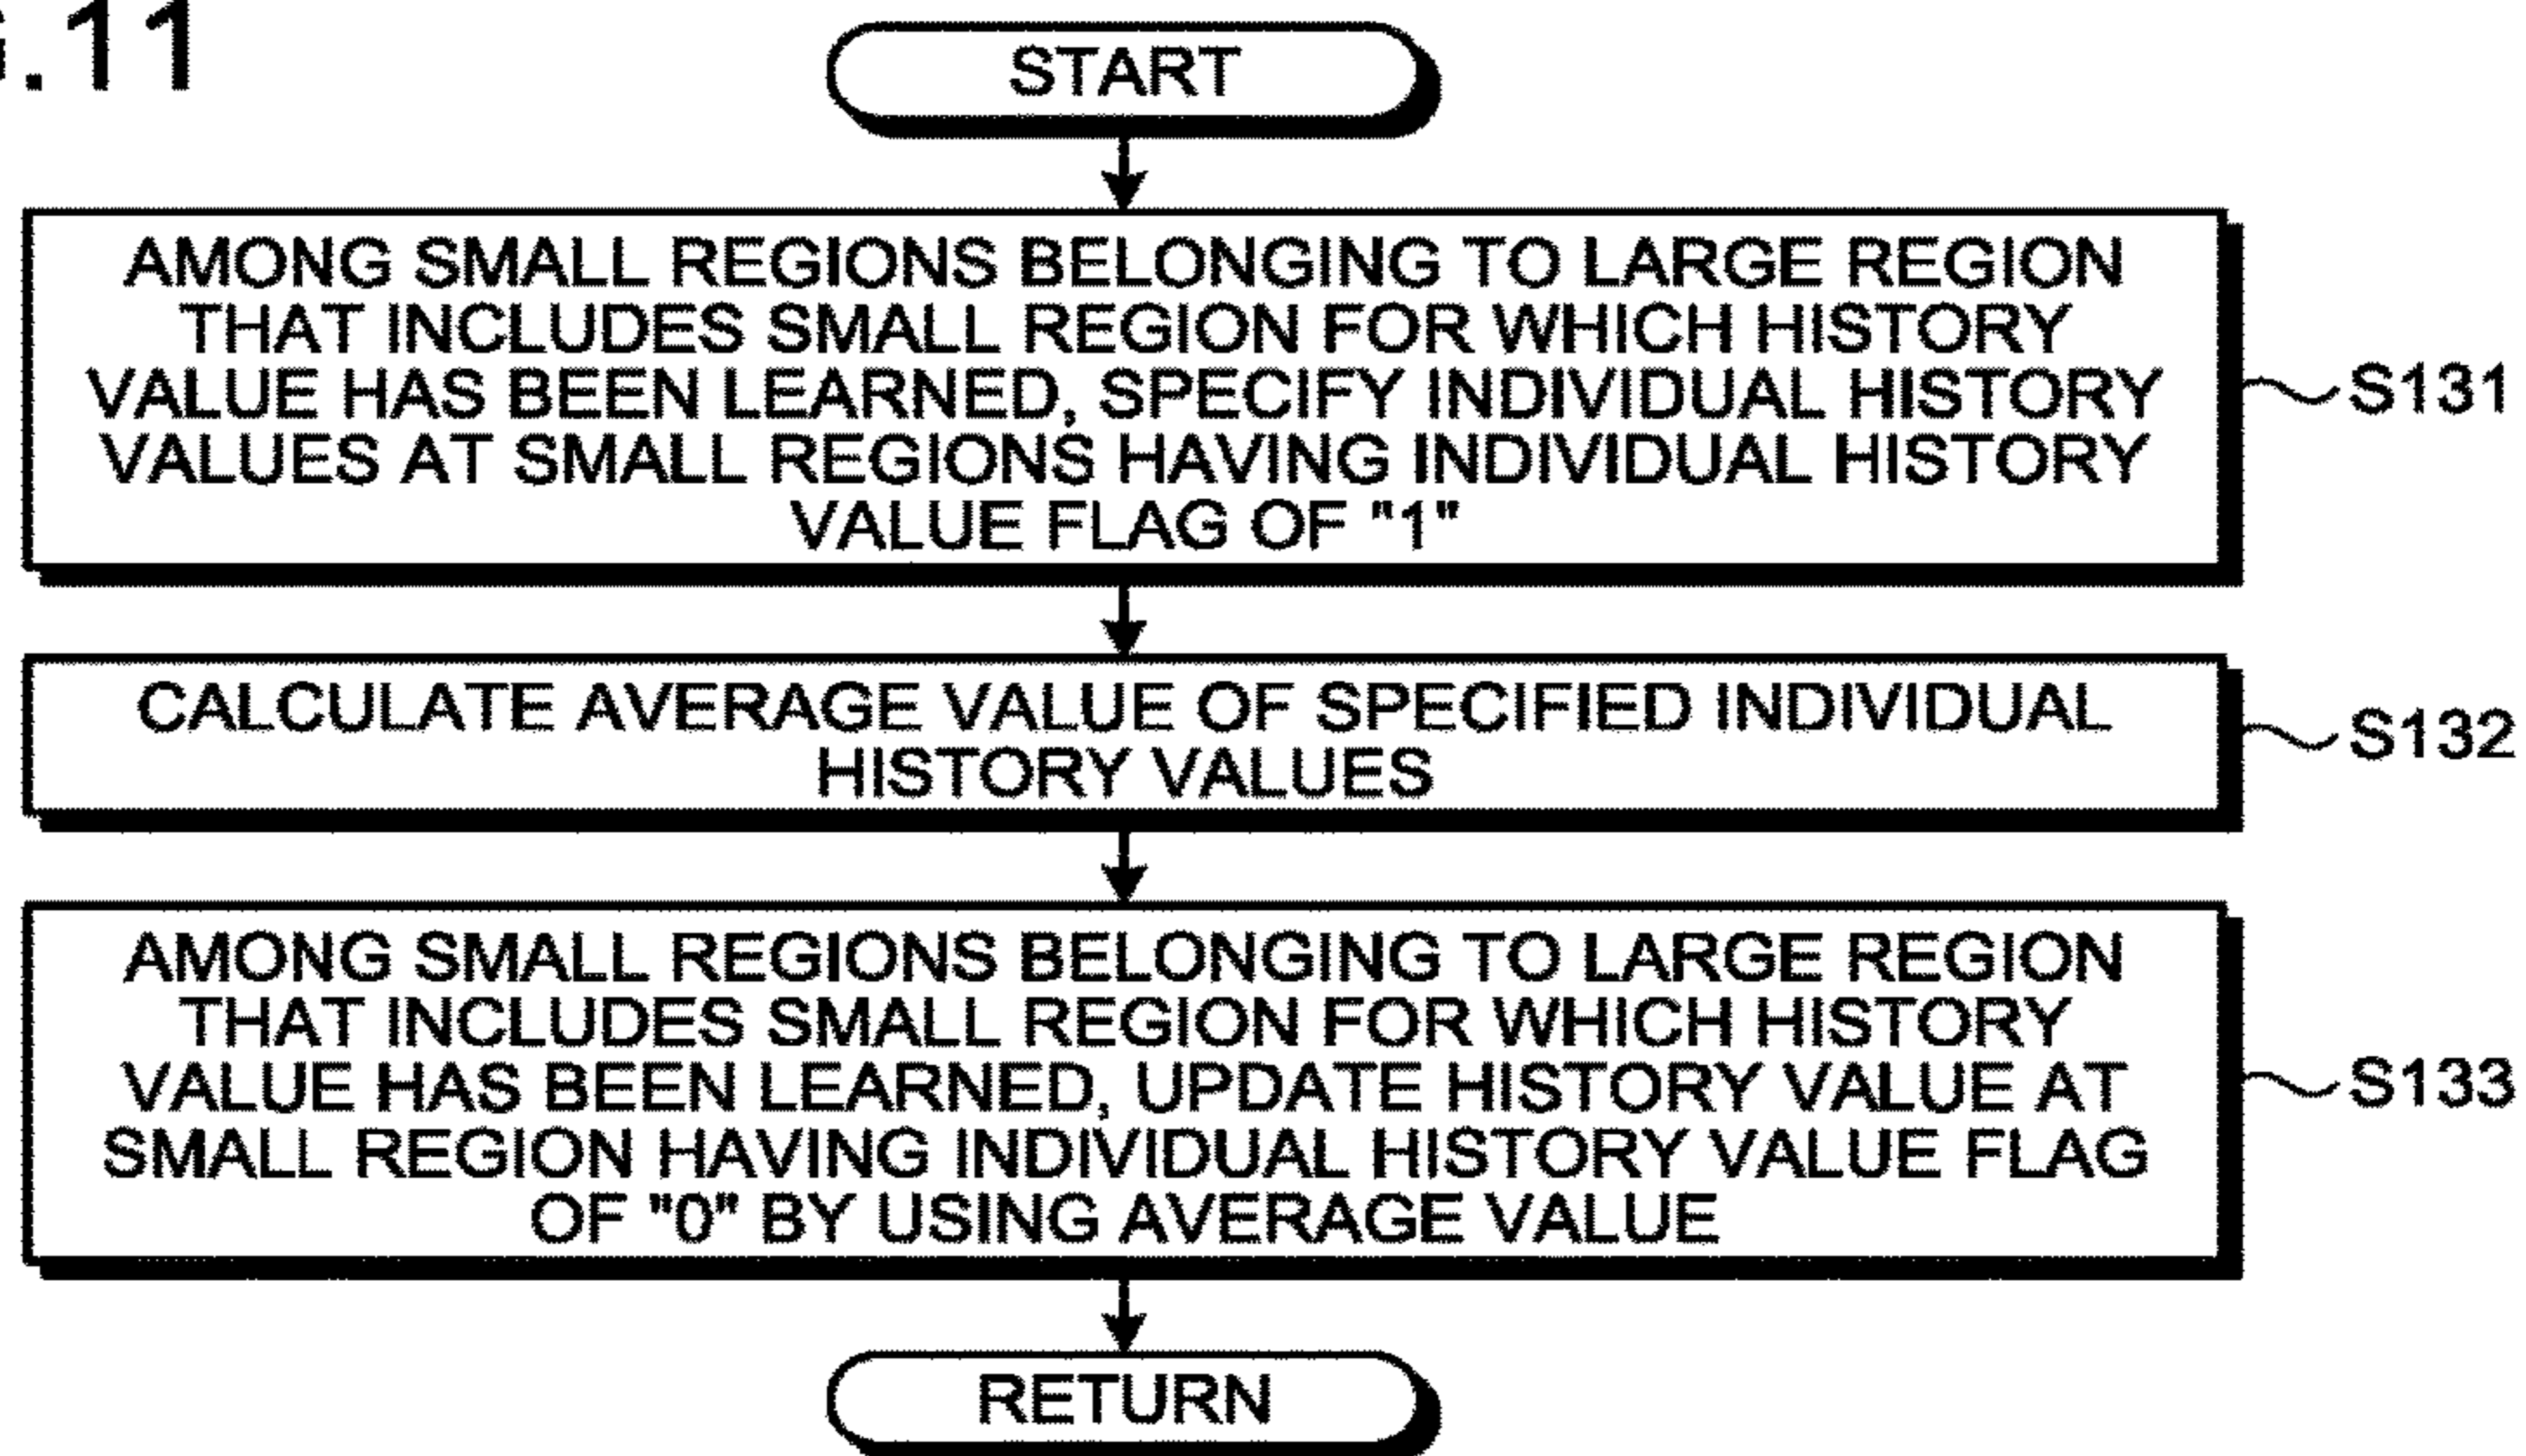 G.11
START
AMONG SMALL REGIONS BELONGING TO LARGE REGION
THAT INCLUDES SMALL REGION FOR WHICH HISTORY
VALUE HAS BEEN LEARNED, SPECIFY INDIVIDUAL HISTORY
VALUES AT SMALL REGIONS HAVING INDIVIDUAL HISTORY
VALUE FLAG OF "1"
S131
CALCULATE AVERAGE VALUE OF SPECIFIED INDIVIDUAL
HISTORY VALUES
S132
AMONG SMALL REGIONS BELONGING TO LARGE REGION
THAT INCLUDES SMALL REGION FOR WHICH HISTORY
VALUE HAS BEEN LEARNED, UPDATE HISTORY VALUE AT
SMALL REGION HAVING INDIVIDUAL HISTORY VALUE FLAG
OF "0" BY USING AVERAGE VALUE
S133
RETURN